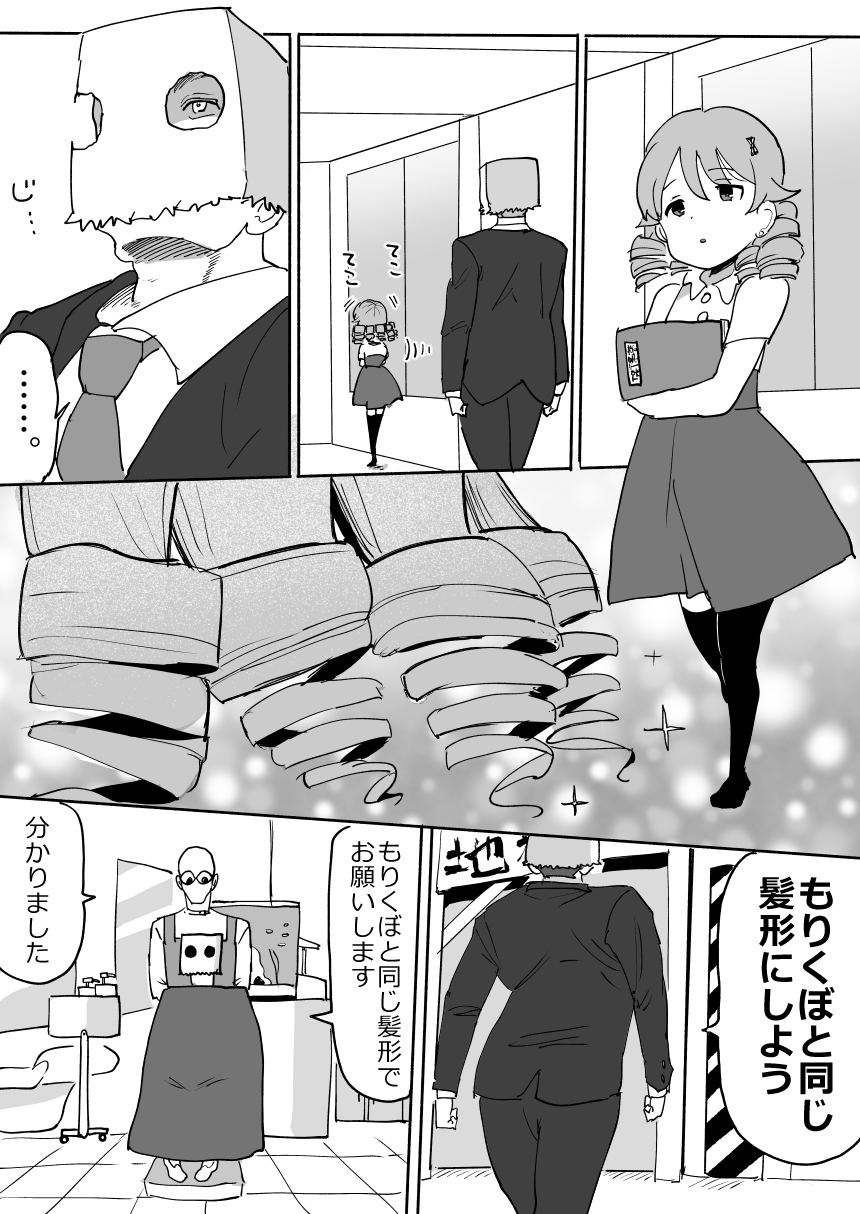 てこ
てこ
じ…
……。
もりくぼと同じ
髪形にしよう
地
もりくぼと同じ髪形で
お願いします
分かりました